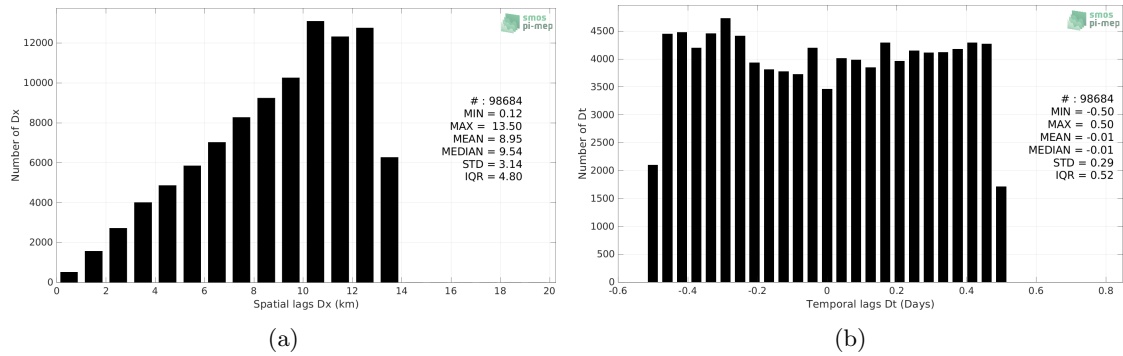 smos
pi-mep
12000
10000
8000
6000
4000
2000
0
Number of Dx
# : 98684
MIN = 0.12
MAX = 13.50
MEAN = 8.95
MEDIAN = 9.54
STD = 3.14
IQR = 4.80
0 2 4 6 8 10 12 14 16 18 20
Spatial lags Dx (km)
(a)
smos
pi-mep
4500
4000
3500
3000
2500
2000
1500
1000
500
0
Number of Dt
# : 98684
MIN = -0.50
MAX = 0.50
MEAN = -0.01
MEDIAN = -0.01
STD = 0.29
IQR = 0.52
-0.6 -0.4 -0.2 0 0.2 0.4 0.6 0.8
Temporal lags Dt (Days)
(b)